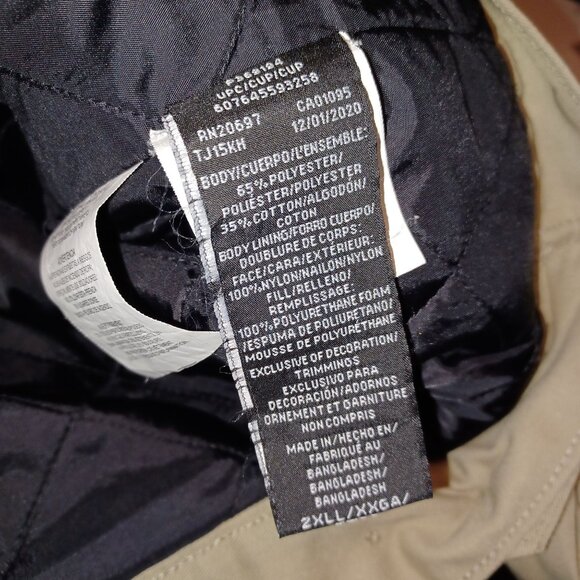 UPC/CUP/CUP
607645593258
RN20697 CA01095
TJ15KH 12/01/2020
BODY/CUERPO/L'ENSEMBLE:
65% POLYESTER/
POLIÉSTER/POLYESTER
35% COTTON/ALGODÓN/
COTON
BODY LINING/FORRO CUERPO/
DOUBLURE DE CORPS:
FACE/CARA/EXTÉRIEUR:
100% NYLON/NAILON/NYLON
FILL/RELLENO/
REMPLISSAGE:
100% POLYURETHANE FOAM
/ESPUMA DE POLIURETANO/
MOUSSE DE POLYURÉTHANE
EXCLUSIVE OF DECORATION/
TRIMMINGS
EXCLUSIVO PARA
DECORACIÓN/ADORNOS
ORNEMENT ET GARNITURE
NON COMPRIS
MADE IN/HECHO EN/
FABRIQUÉ AU
BANGLADESH/
BANGLADESH/
BANGLADESH
2XLL/XXGA/